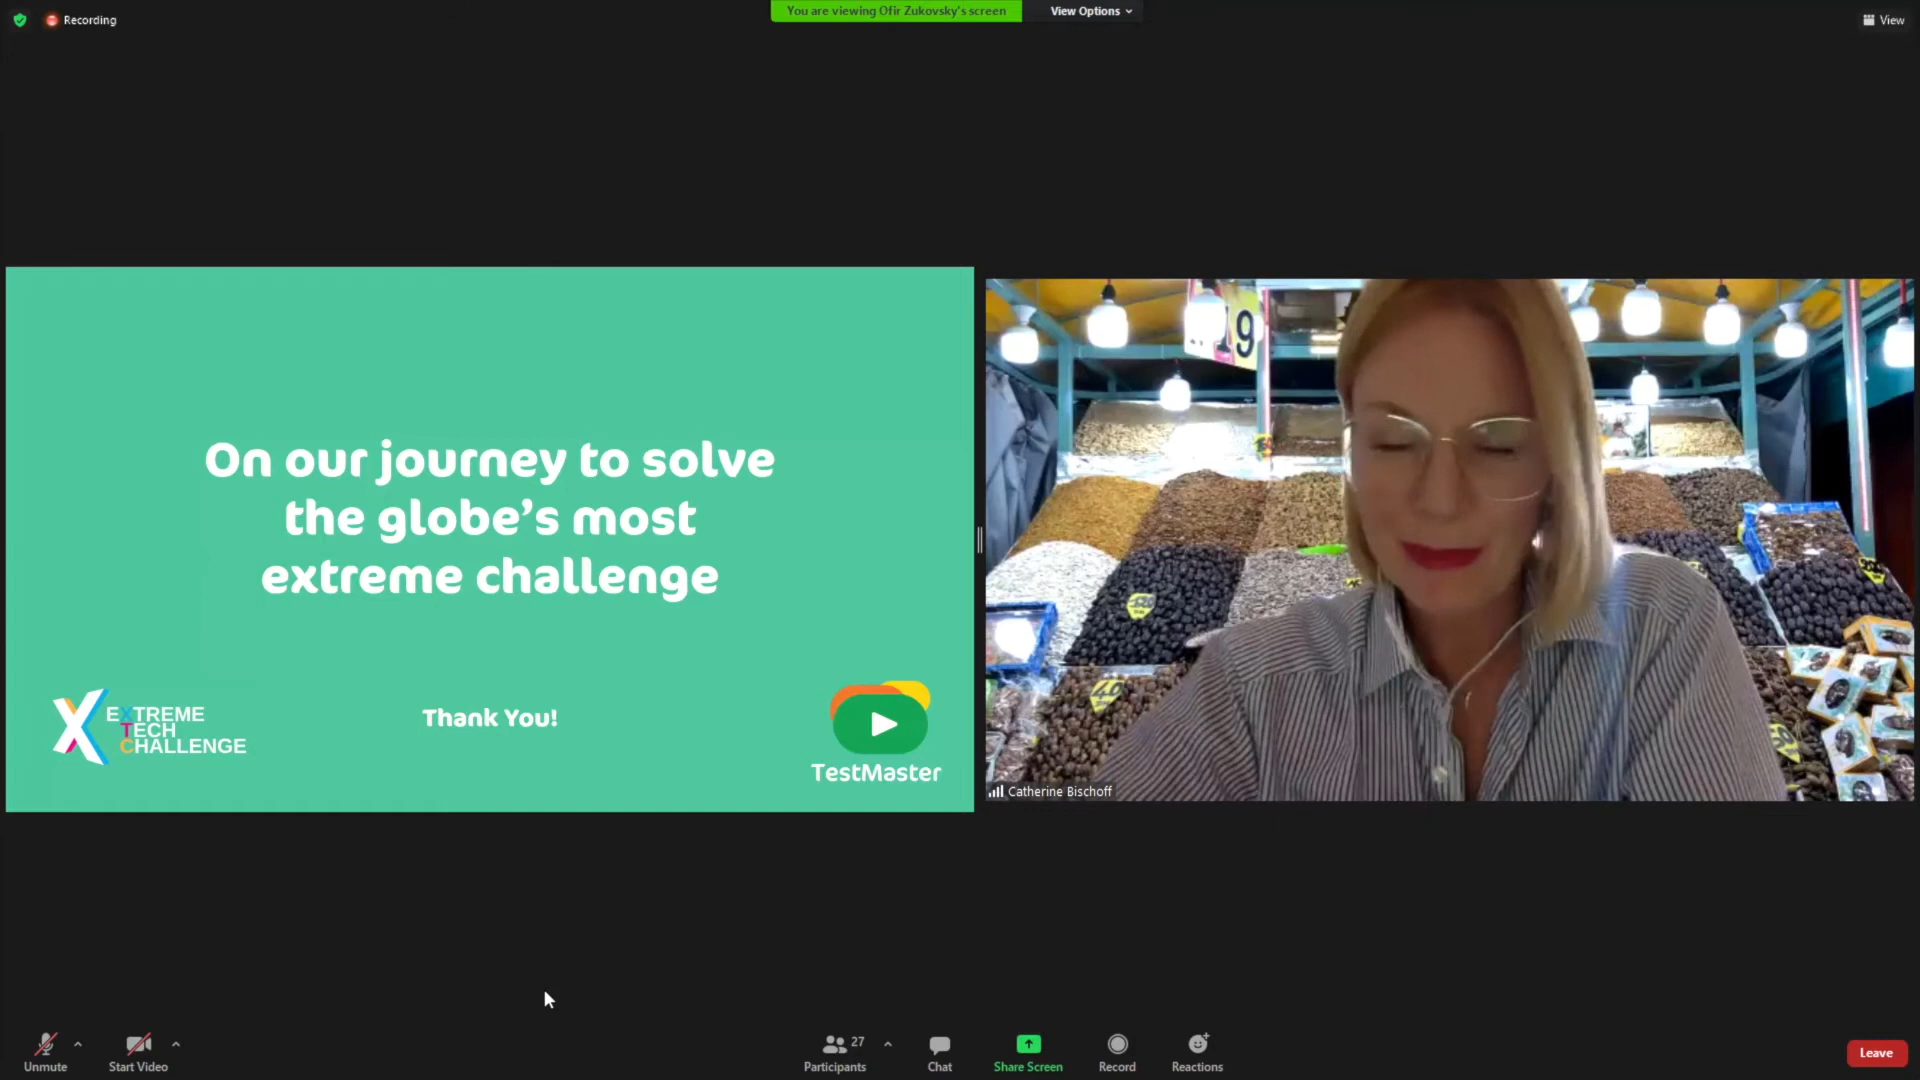 Recording
You are viewing Ofir Zukovsky's screen
View Options
View
On our journey to solve
the globe's most
extreme challenge
EXTREME
TECH
CHALLENGE
Thank You!
TestMaster
19
40
Catherine Bischoff
Unmute
Start Video
27
Participants
Chat
Share Screen
Record
Reactions
Leave